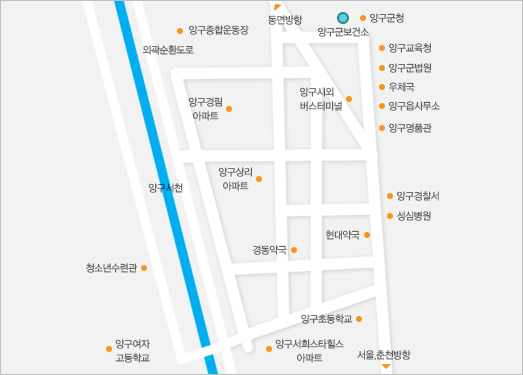 동면방향
양구군청
양구종합운동장
양구군보건소
외곽순환도로
양구교육청
양구군법원
우체국
양구읍사무소
양구명품관
양구시외
버스터미널
양구경림
아파트
양구상리
아파트
양구서천
양구경찰서
성심병원
현대약국
경동약국
청소년수련관
양구초등학교
양구여자
고등학교
양구서희스타힐스
아파트
서울,춘천방향